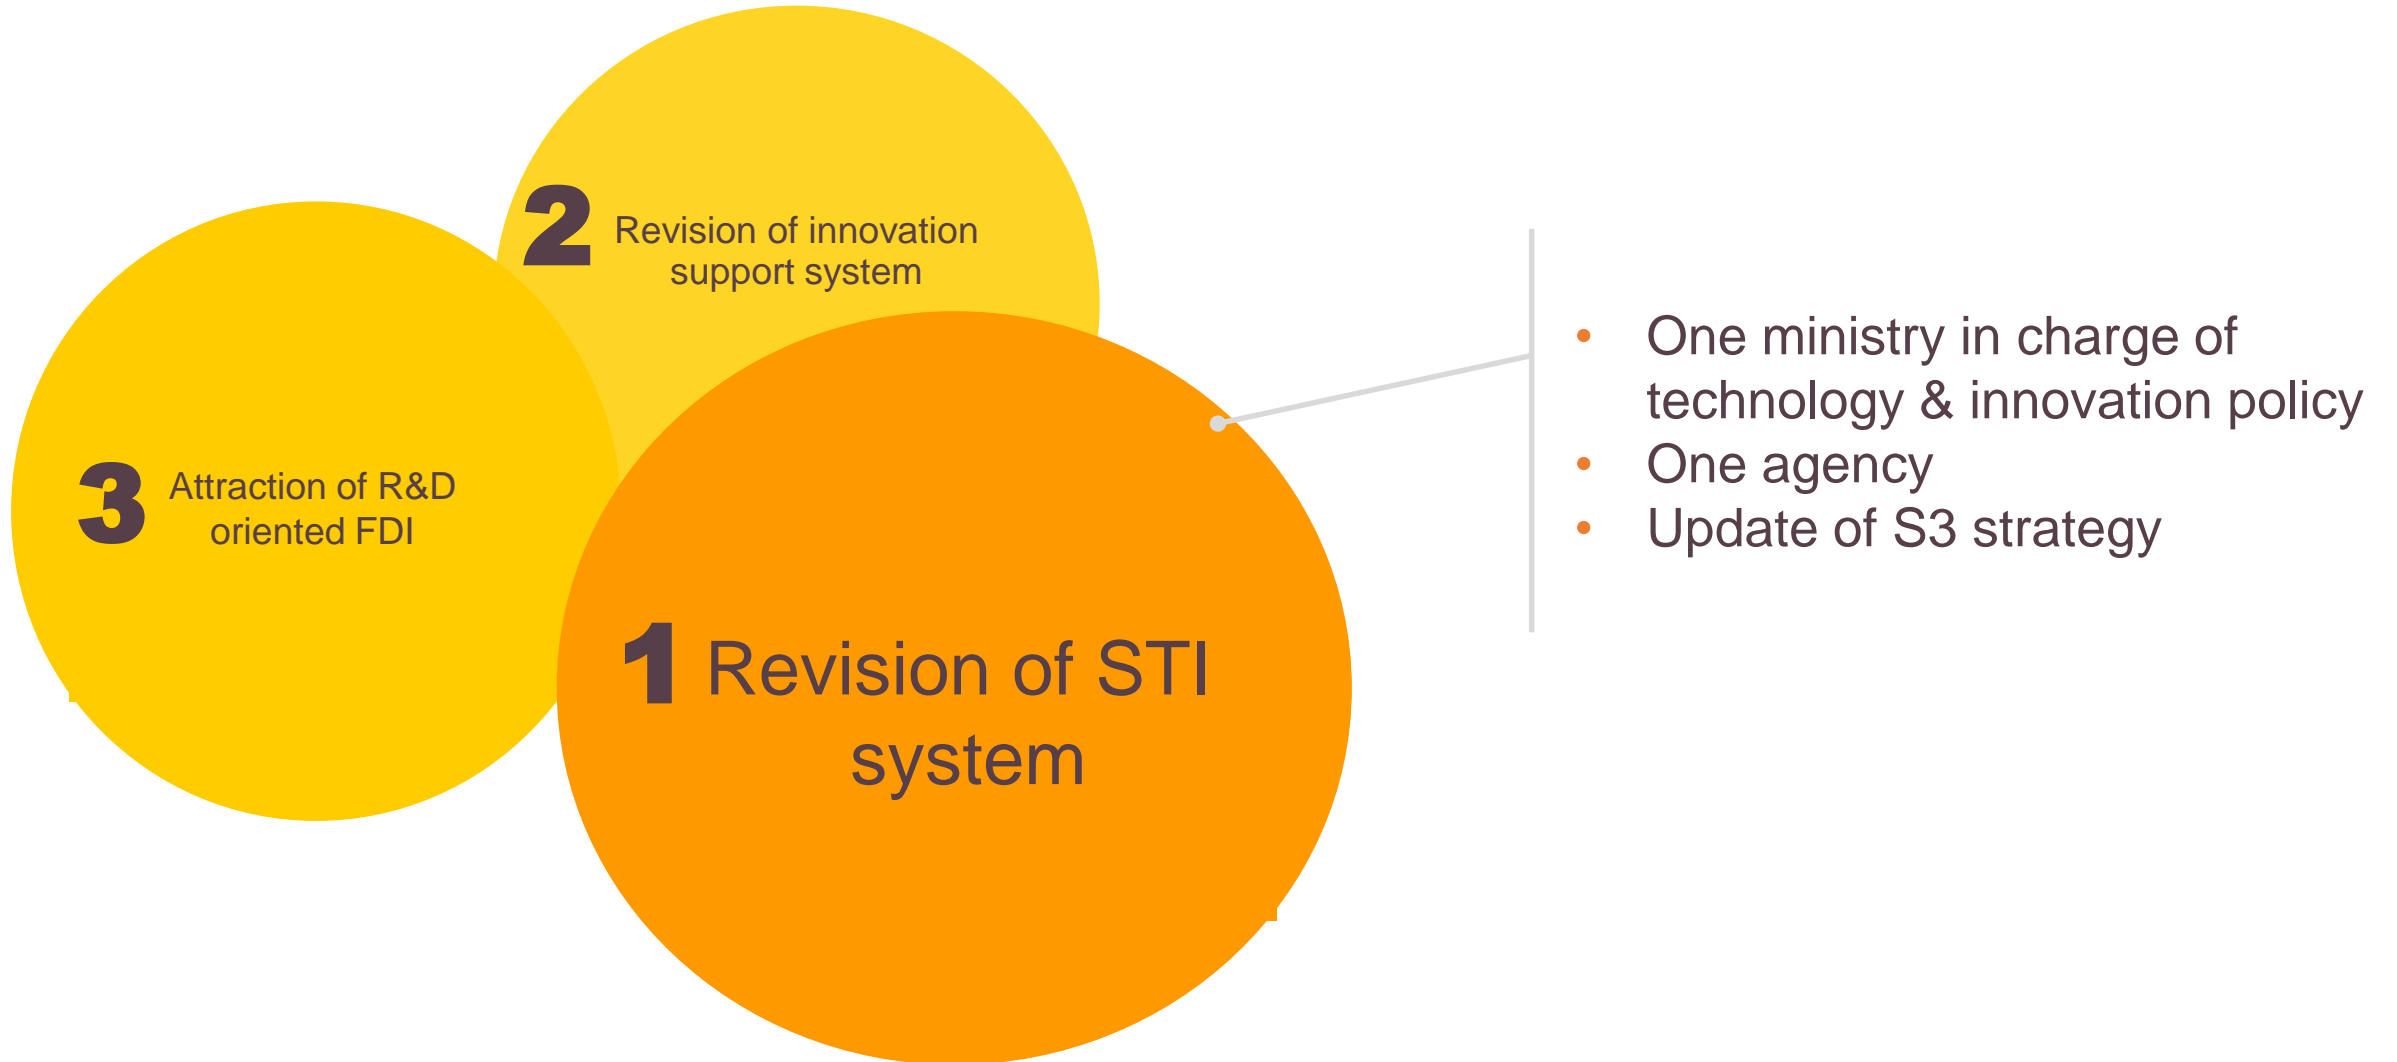 2 Revision of innovation
support system
3 Attraction of R&D
oriented FDI
1 Revision of STI
system
• One ministry in charge of
technology & innovation policy
• One agency
• Update of S3 strategy